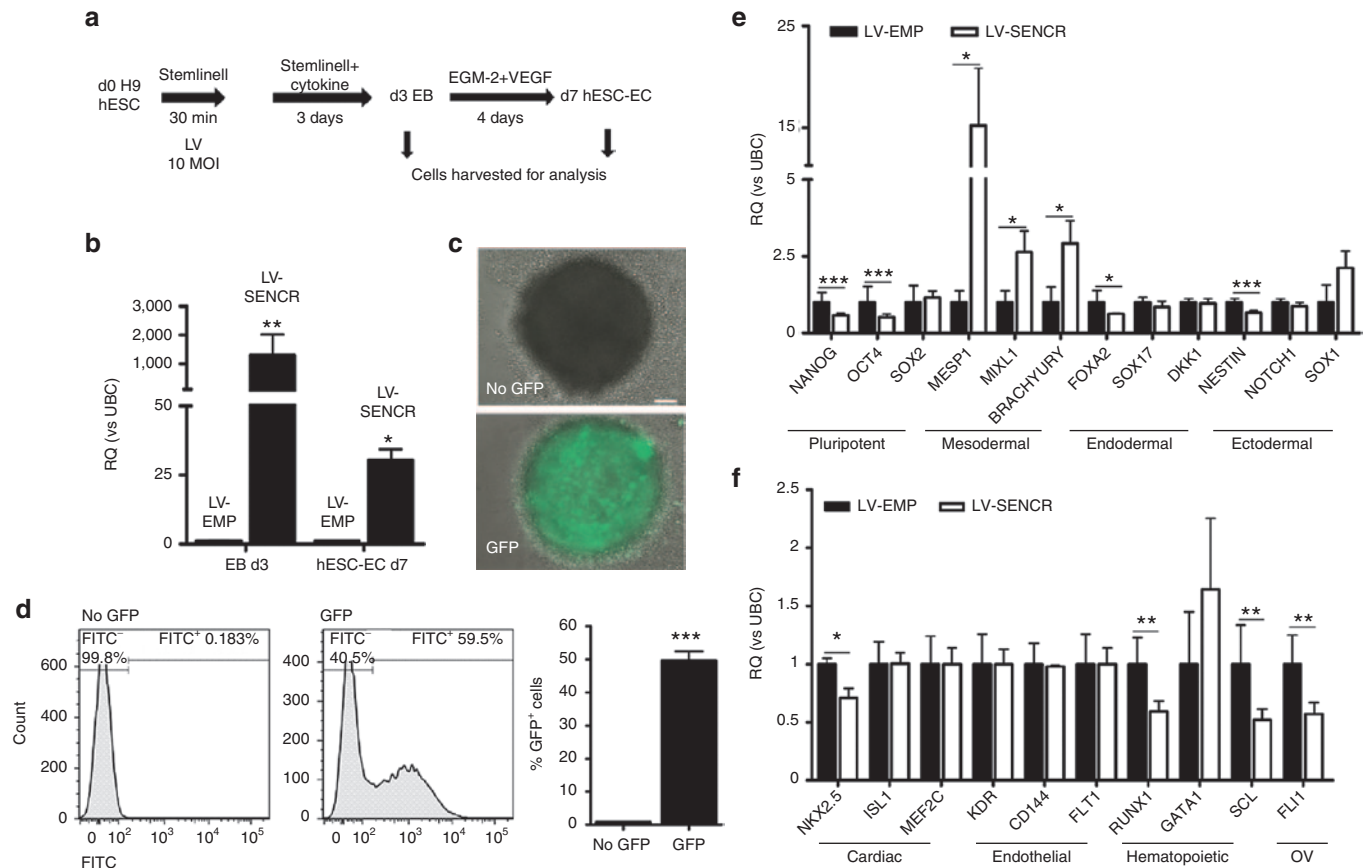 a
d0 H9
hESC
Stemlinell
30 min
LV
10 MOI
Stemlinell+
cytokine
3 days
d3 EB
EGM-2+VEGF
4 days
d7 hESC-EC
Cells harvested for analysis
b
RQ (vs UBC)
3,000
2,000
1,000
50
25
0
LV-
EMP
LV-
SENCR
**
LV-
EMP
LV-
SENCR
*
EB d3
hESC-EC d7
c
No GFP
GFP
d
No GFP
FITC⁻
99.8%
FITC⁺ 0.183%
Count
600
400
200
0
0 10² 10³ 10⁴ 10⁵
FITC
GFP
FITC⁻
40.5%
FITC⁺ 59.5%
400
300
200
100
0
0 10² 10³ 10⁴ 10⁵
% GFP⁺ cells
60
50
40
30
20
10
0
***
No GFP
GFP
e
LV-EMP
LV-SENCR
RQ (vs UBC)
25
15
5
2.5
0
*** *** * * * * ***
NANOG
OCT4
SOX2
MESP1
MIXL1
BRACHYURY
FOXA2
SOX17
DKK1
NESTIN
NOTCH1
SOX1
Pluripotent
Mesodermal
Endodermal
Ectodermal
f
LV-EMP
LV-SENCR
RQ (vs UBC)
2.5
2
1.5
1
0.5
0
* ** ** **
NKX2.5
ISL1
MEF2C
KDR
CD144
FLT1
RUNX1
GATA1
SCL
FLI1
Cardiac
Endothelial
Hematopoietic
OV